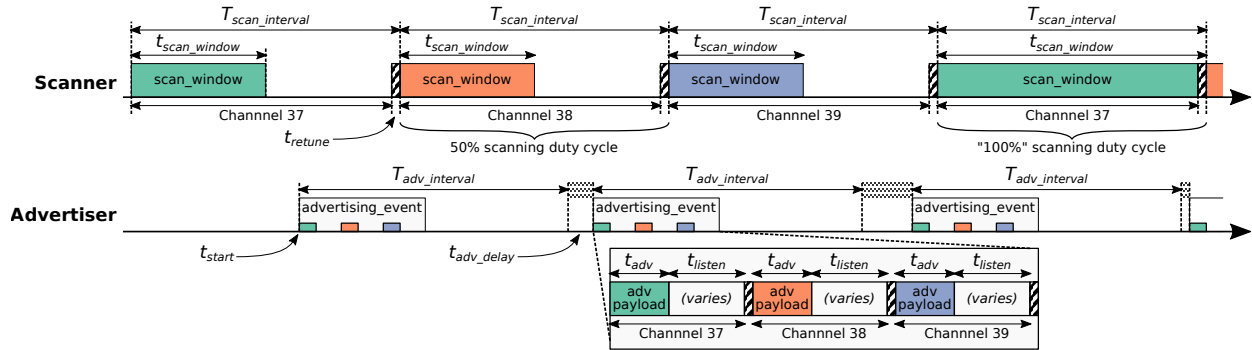 T_scan_interval T_scan_interval T_scan_interval T_scan_interval
t_scan_window t_scan_window t_scan_window t_scan_window
Scanner scan_window scan_window scan_window scan_window
Channnel 37 Channnel 38 Channnel 39 Channnel 37
t_retune 50% scanning duty cycle "100%" scanning duty cycle
T_adv_interval T_adv_interval T_adv_interval
Advertiser advertising_event advertising_event advertising_event
t_start t_adv_delay
t_adv t_listen t_adv t_listen t_adv t_listen
adv payload (varies) adv payload (varies) adv payload (varies)
Channnel 37 Channnel 38 Channnel 39